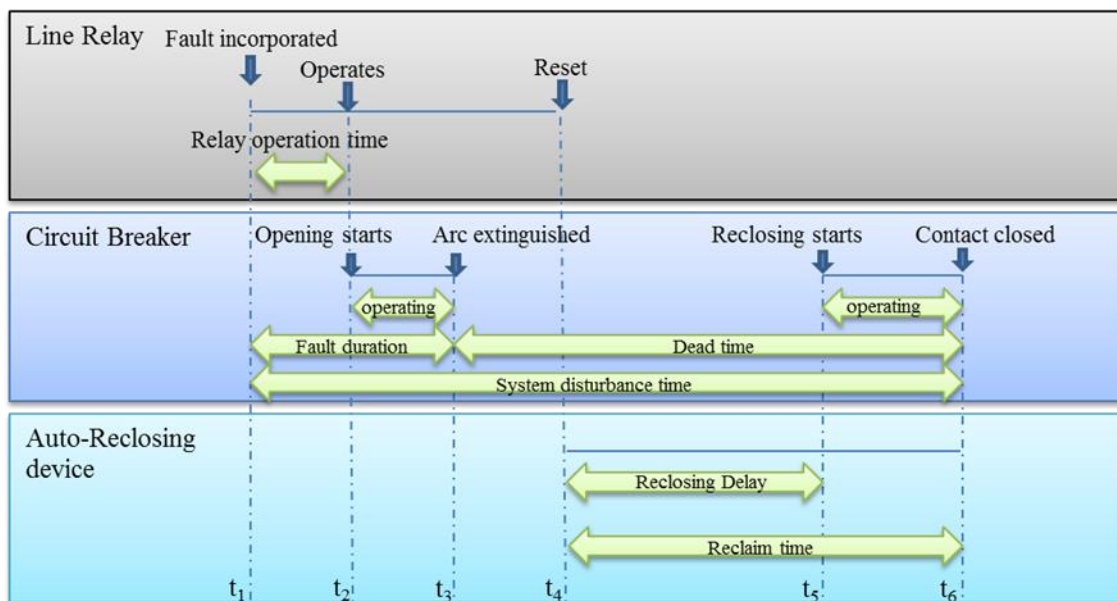 Line Relay
Fault incorporated
Operates
Reset
Relay operation time
Circuit Breaker
Opening starts
Arc extinguished
Reclosing starts
Contact closed
operating
operating
Fault duration
Dead time
System disturbance time
Auto-Reclosing
device
Reclosing Delay
Reclaim time
t1
t2
t3
t4
t5
t6